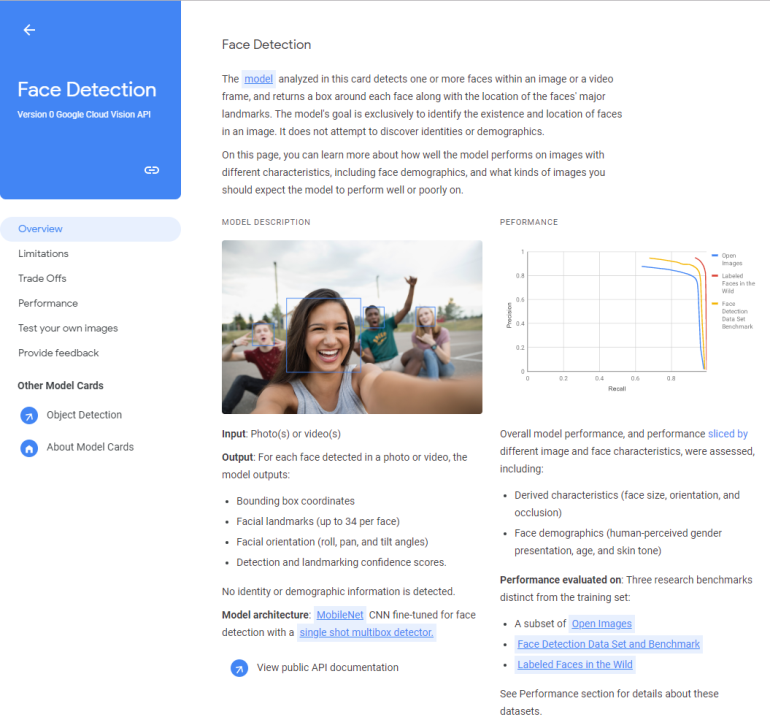 Face Detection
Version 0 Google Cloud Vision API
Overview
Limitations
Trade Offs
Performance
Test your own images
Provide feedback
Other Model Cards
Object Detection
About Model Cards
Face Detection
The model analyzed in this card detects one or more faces within an image or a video
frame, and returns a box around each face along with the location of the faces' major
landmarks. The model's goal is exclusively to identify the existence and location of faces
in an image. It does not attempt to discover identities or demographics.
On this page, you can learn more about how well the model performs on images with
different characteristics, including face demographics, and what kinds of images you
should expect the model to perform well or poorly on.
MODEL DESCRIPTION
Input: Photo(s) or video(s)
Output: For each face detected in a photo or video, the
model outputs:
• Bounding box coordinates
• Facial landmarks (up to 34 per face)
• Facial orientation (roll, pan, and tilt angles)
• Detection and landmarking confidence scores.
No identity or demographic information is detected.
Model architecture: MobileNet CNN fine-tuned for face
detection with a single shot multibox detector.
View public API documentation
PEFORMANCE
1
0.8
0.6
0.4
0.2
0
Precision
0
0.2
0.4
0.6
0.8
Recall
Open
Images
Labeled
Faces in the
Wild
Face
Detection
Data Set
Benchmark
Overall model performance, and performance sliced by
different image and face characteristics, were assessed,
including:
• Derived characteristics (face size, orientation, and
occlusion)
• Face demographics (human-perceived gender
presentation, age, and skin tone)
Performance evaluated on: Three research benchmarks
distinct from the training set:
• A subset of Open Images
• Face Detection Data Set and Benchmark
• Labeled Faces in the Wild
See Performance section for details about these
datasets.